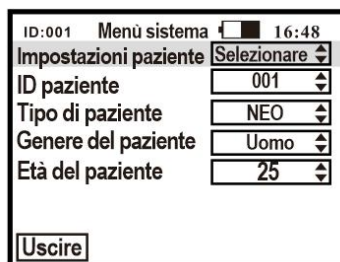 ID:001 Menù sistema 16:48
Impostazioni paziente Selezionare
ID paziente 001
Tipo di paziente NEO
Genere del paziente Uomo
Età del paziente 25
Uscire